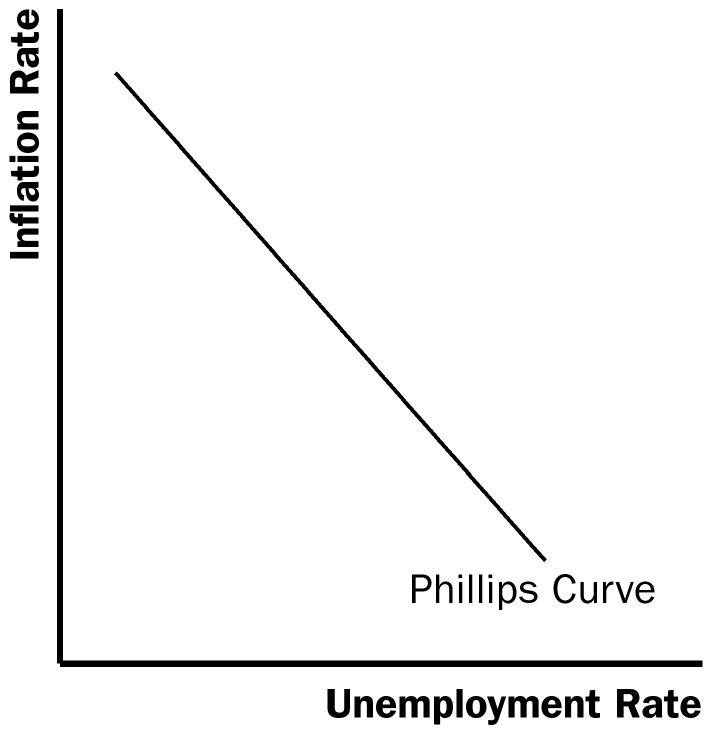 Inflation Rate
Phillips Curve
Unemployment Rate